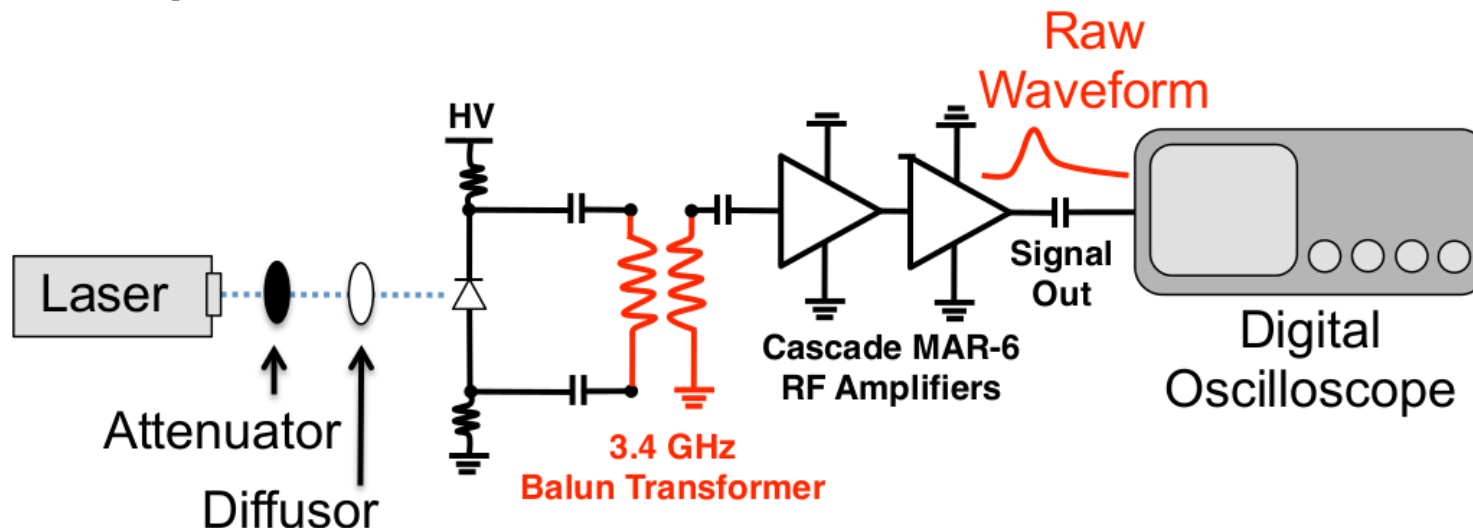 Raw
Waveform
HV
Laser
Signal
Out
Cascade MAR-6
RF Amplifiers
Digital
Oscilloscope
Attenuator
3.4 GHz
Balun Transformer
Diffusor